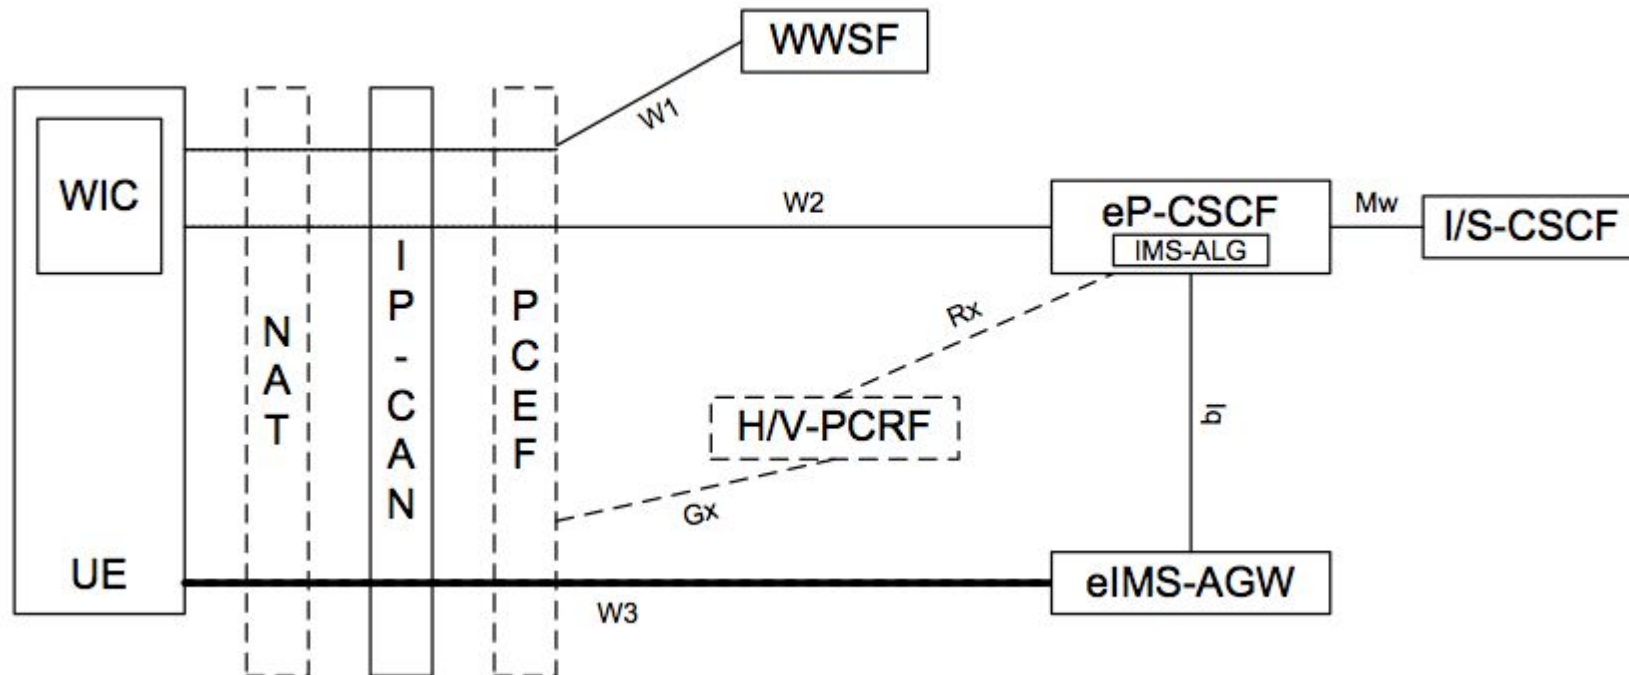 WWSF
W1
WIC
W2
eP-CSCF
IMS-ALG
Mw
I/S-CSCF
NAT
IP-CAN
PCEF
Rx
H/V-PCRF
Iq
Gx
UE
eIMS-AGW
W3